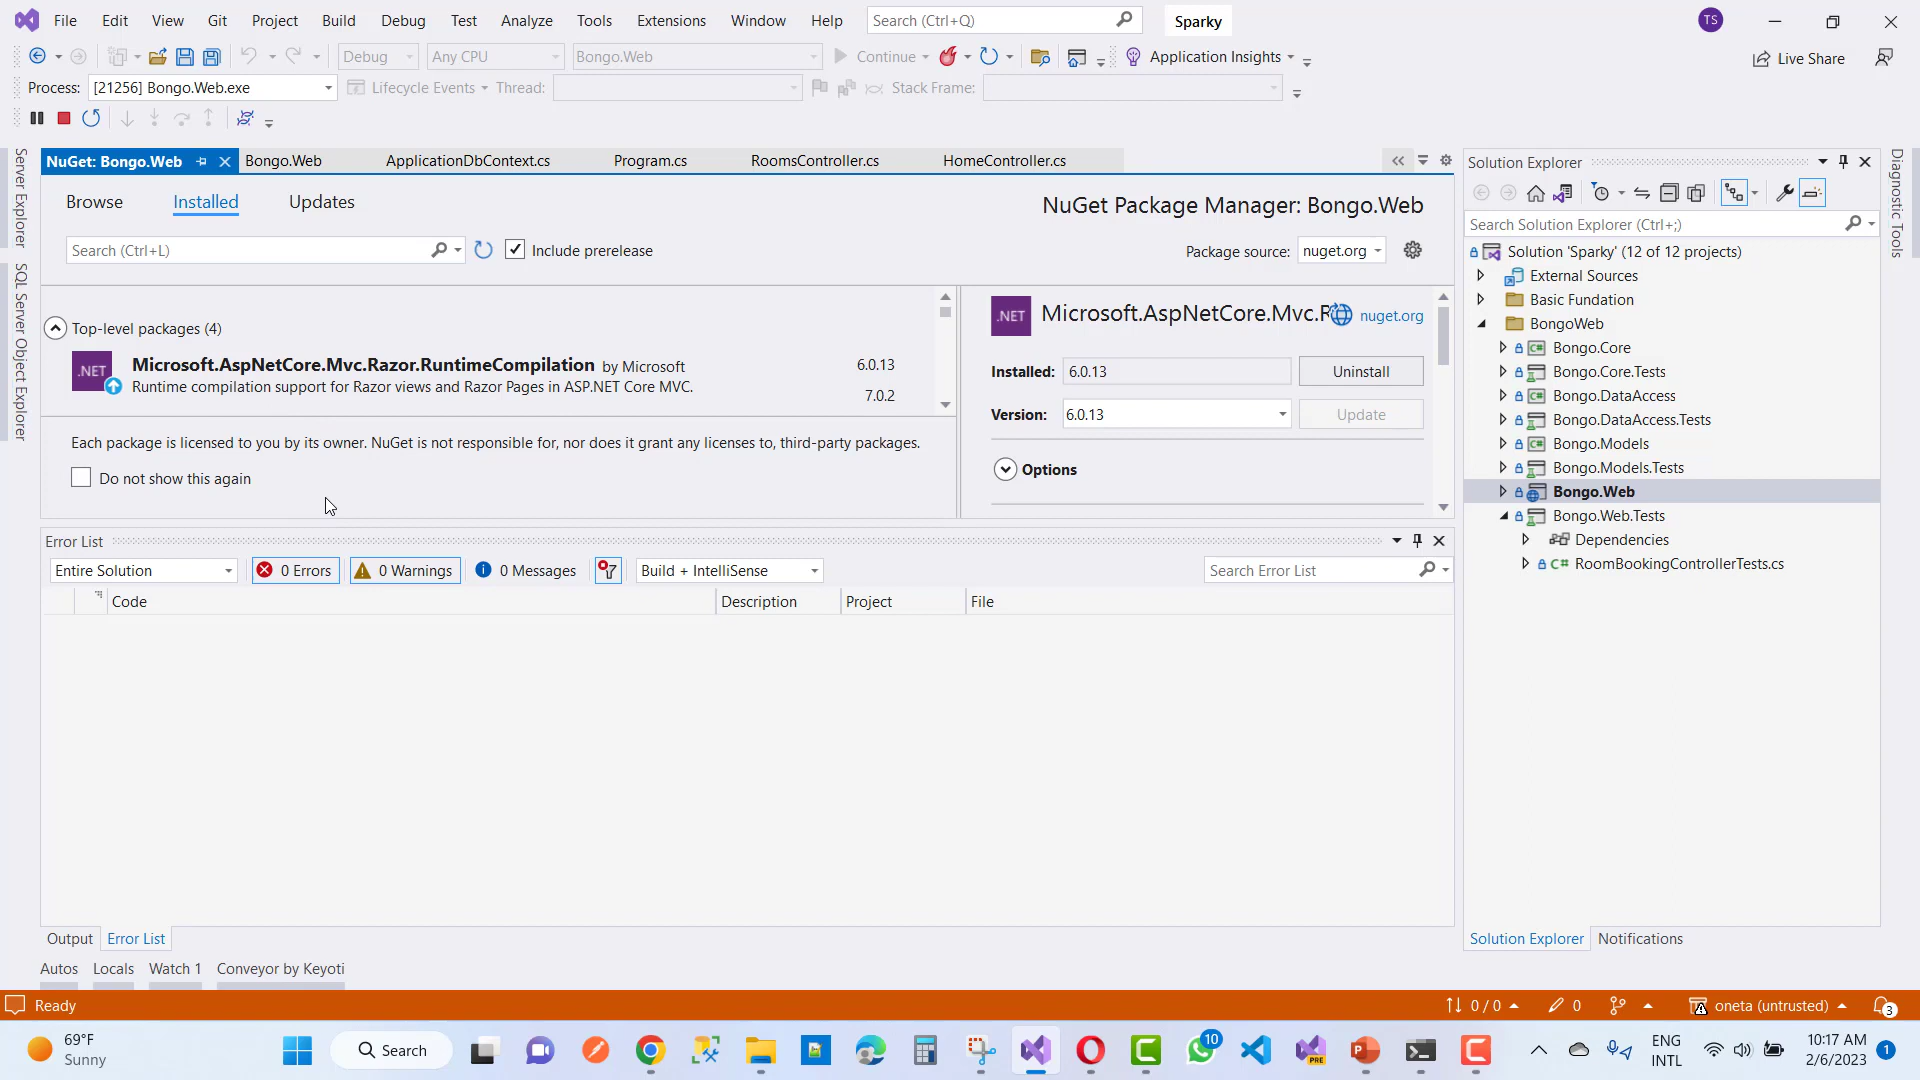 File Edit View Git Project Build Debug Test Analyze Tools Extensions Window Help Search (Ctrl+Q) Sparky TS
Debug Any CPU Bongo.Web Continue Application Insights Live Share
Process: [21256] Bongo.Web.exe Lifecycle Events Thread: Stack Frame:
Server Explorer
SQL Server Object Explorer
NuGet: Bongo.Web Bongo.Web ApplicationDbContext.cs Program.cs RoomsController.cs HomeController.cs
Browse Installed Updates
NuGet Package Manager: Bongo.Web
Search (Ctrl+L) Include prerelease
Package source: nuget.org
Top-level packages (4)
.NET Microsoft.AspNetCore.Mvc.Razor.RuntimeCompilation by Microsoft 6.0.13
Runtime compilation support for Razor views and Razor Pages in ASP.NET Core MVC. 7.0.2
Each package is licensed to you by its owner. NuGet is not responsible for, nor does it grant any licenses to, third-party packages.
Do not show this again
.NET Microsoft.AspNetCore.Mvc.R nuget.org
Installed: 6.0.13 Uninstall
Version: 6.0.13 Update
Options
Error List
Entire Solution 0 Errors 0 Warnings 0 Messages Build + IntelliSense Search Error List
Code Description Project File
Output Error List
Autos Locals Watch 1 Conveyor by Keyoti
Solution Explorer
Search Solution Explorer (Ctrl+;)
Solution 'Sparky' (12 of 12 projects)
External Sources
Basic Fundation
BongoWeb
Bongo.Core
Bongo.Core.Tests
Bongo.DataAccess
Bongo.DataAccess.Tests
Bongo.Models
Bongo.Models.Tests
Bongo.Web
Bongo.Web.Tests
Dependencies
C# RoomBookingControllerTests.cs
Solution Explorer Notifications
Diagnostic Tools
Ready 0 / 0 0 oneta (untrusted) 3
69°F
Sunny
Search
10
PRE
ENG
INTL
10:17 AM
2/6/2023
1